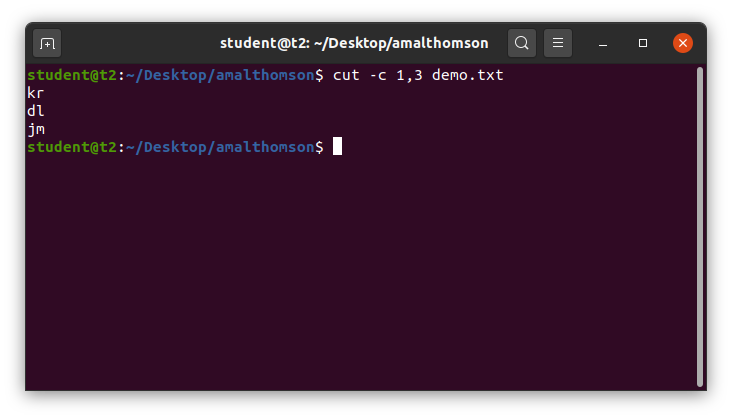 student@t2: ~/Desktop/amalthomson
student@t2:~/Desktop/amalthomson$ cut -c 1,3 demo.txt
kr
dl
jm
student@t2:~/Desktop/amalthomson$